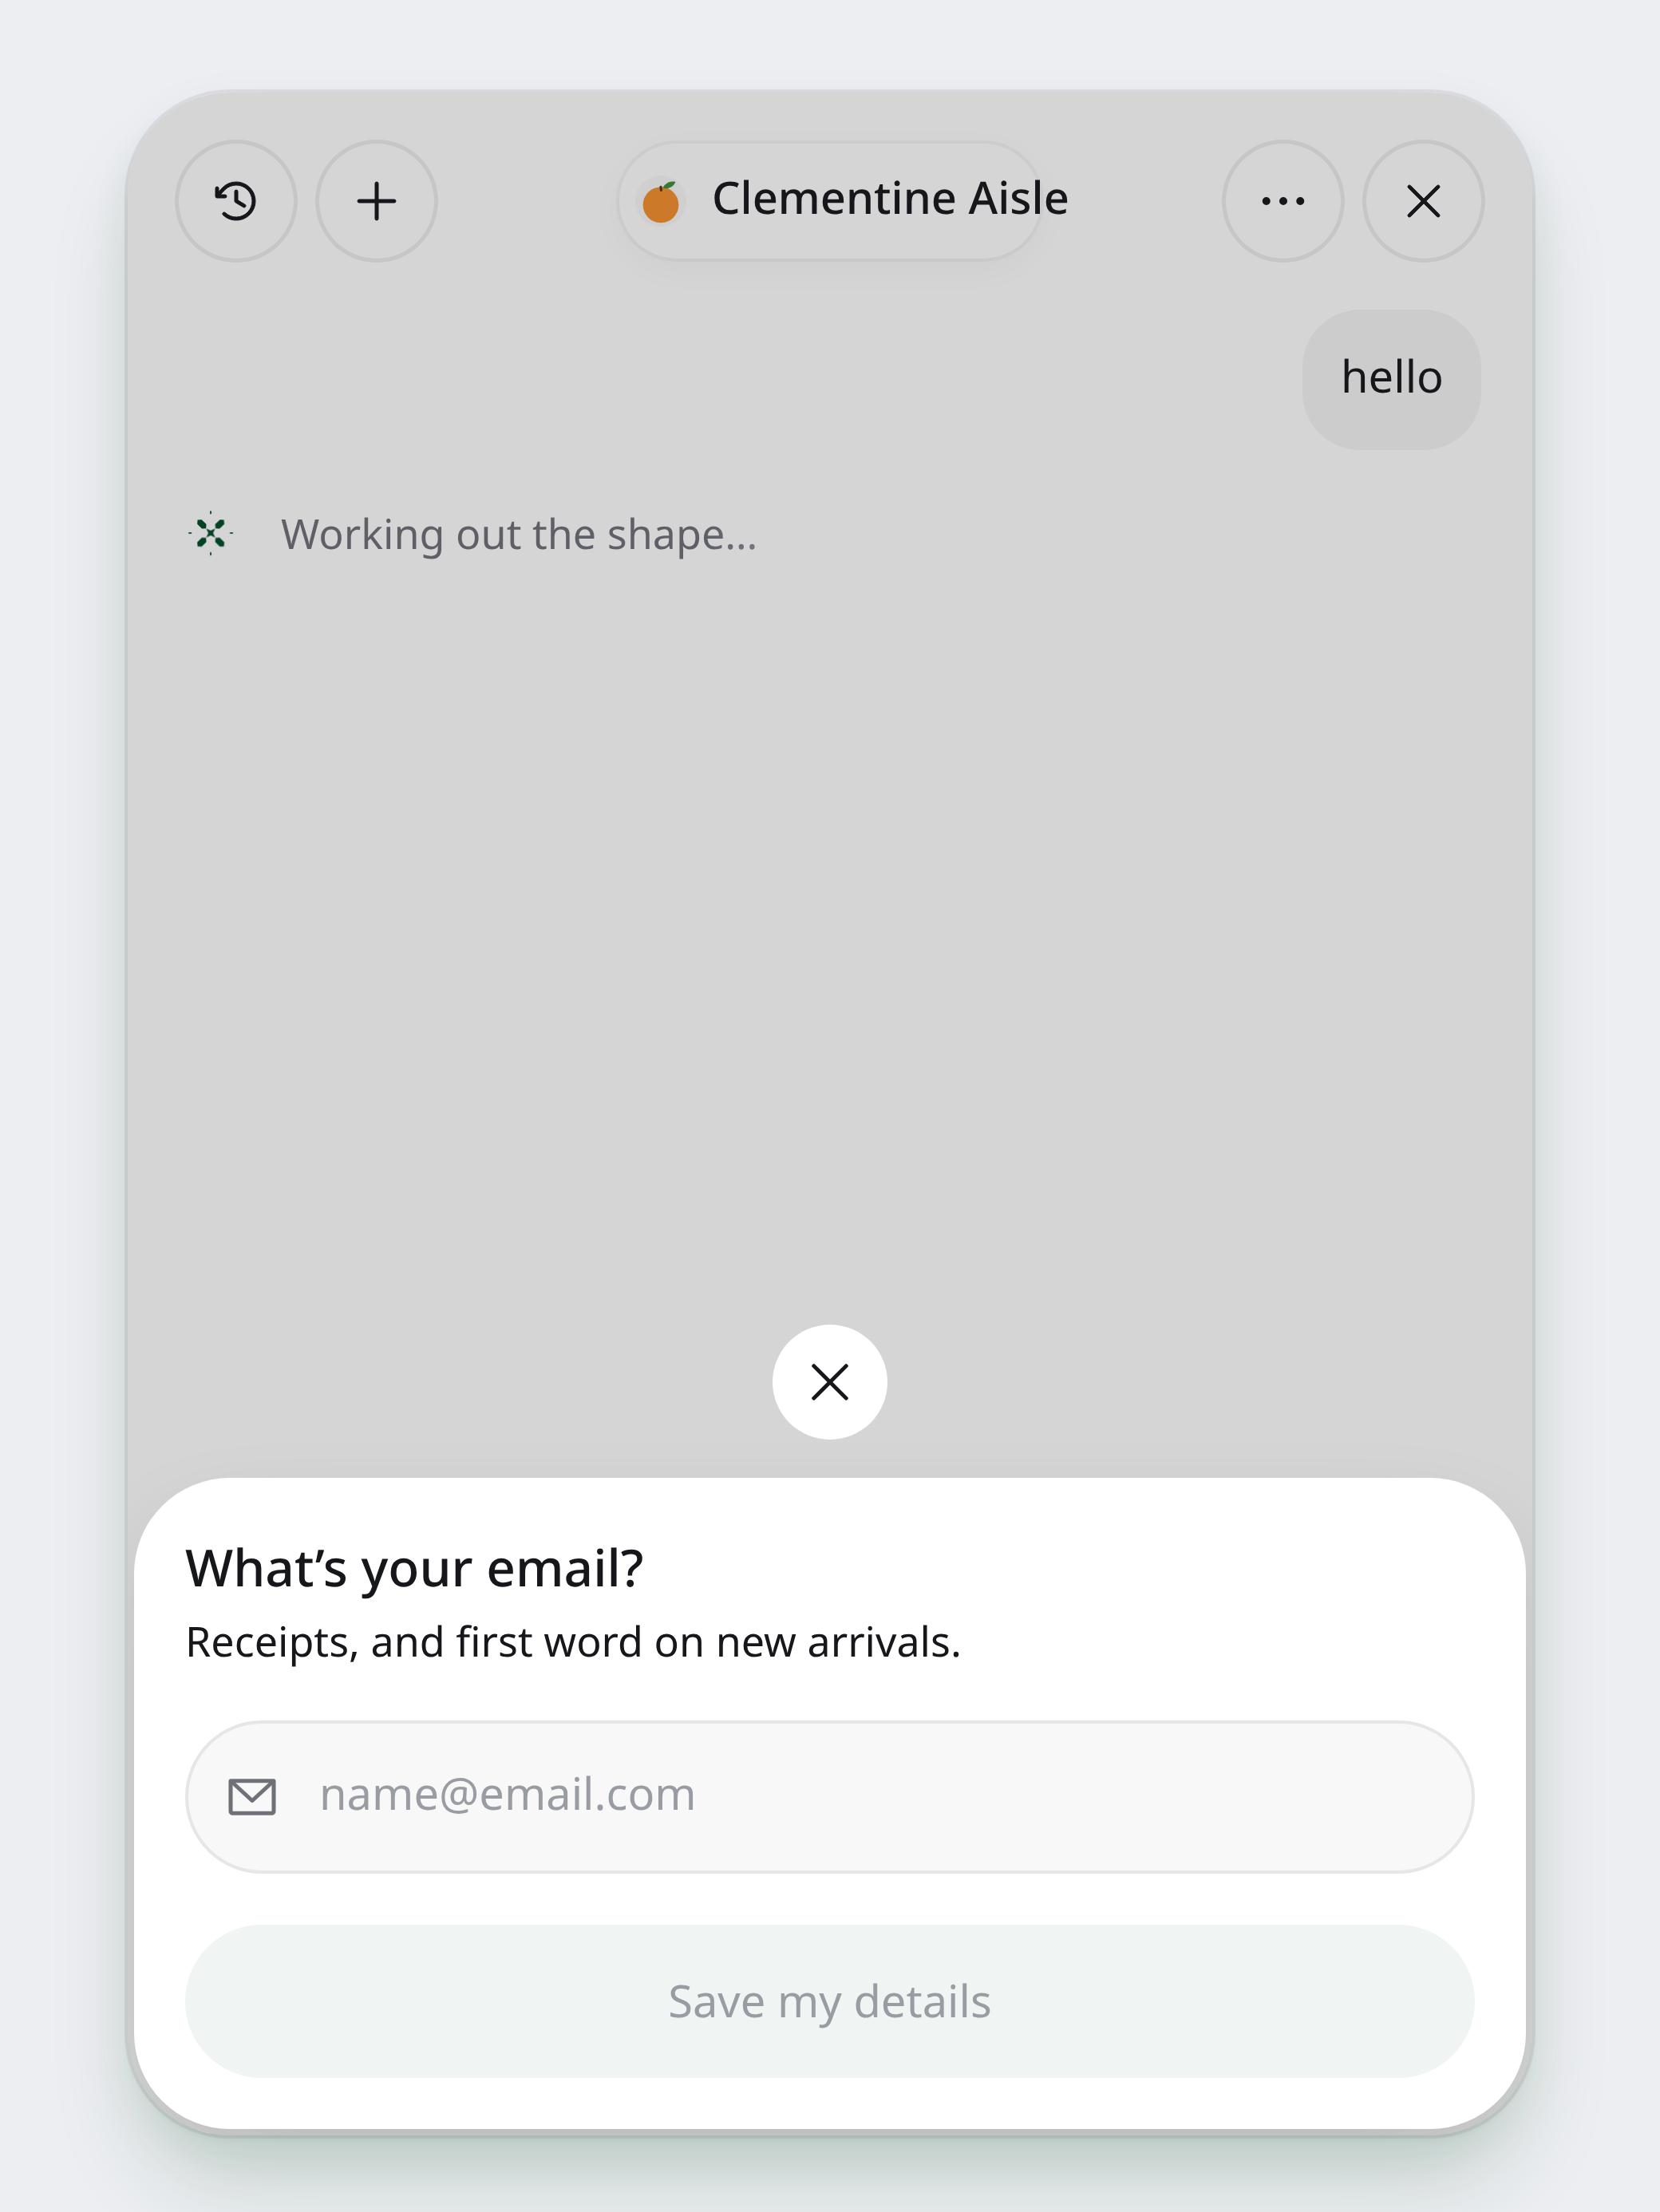 Clementine Aisle
hello
Working out the shape...
What’s your email?
Receipts, and first word on new arrivals.
name@email.com
Save my details